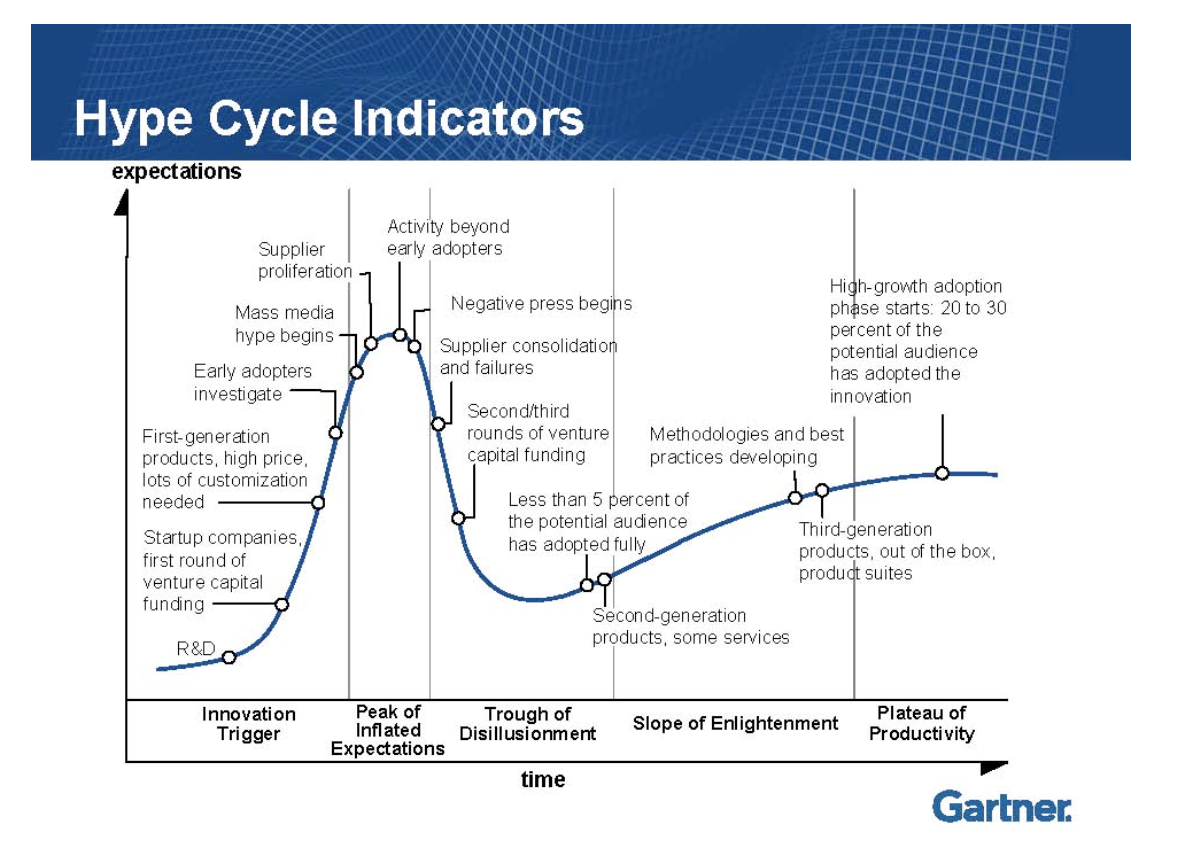 Hype Cycle Indicators
expectations
Activity beyond
early adopters
Supplier
proliferation
Negative press begins
Mass media
hype begins
Supplier consolidation
and failures
Early adopters
investigate
Second/third
rounds of venture
capital funding
First-generation
products, high price,
lots of customization
needed
Less than 5 percent of
the potential audience
has adopted fully
Startup companies,
first round of
venture capital
funding
Second-generation
products, some services
R&D
Methodologies and best
practices developing
Third-generation
products, out of the box,
product suites
High-growth adoption
phase starts: 20 to 30
percent of the
potential audience
has adopted the
innovation
Innovation
Trigger
Peak of
Inflated
Expectations
Trough of
Disillusionment
Slope of Enlightenment
Plateau of
Productivity
time
Gartner.